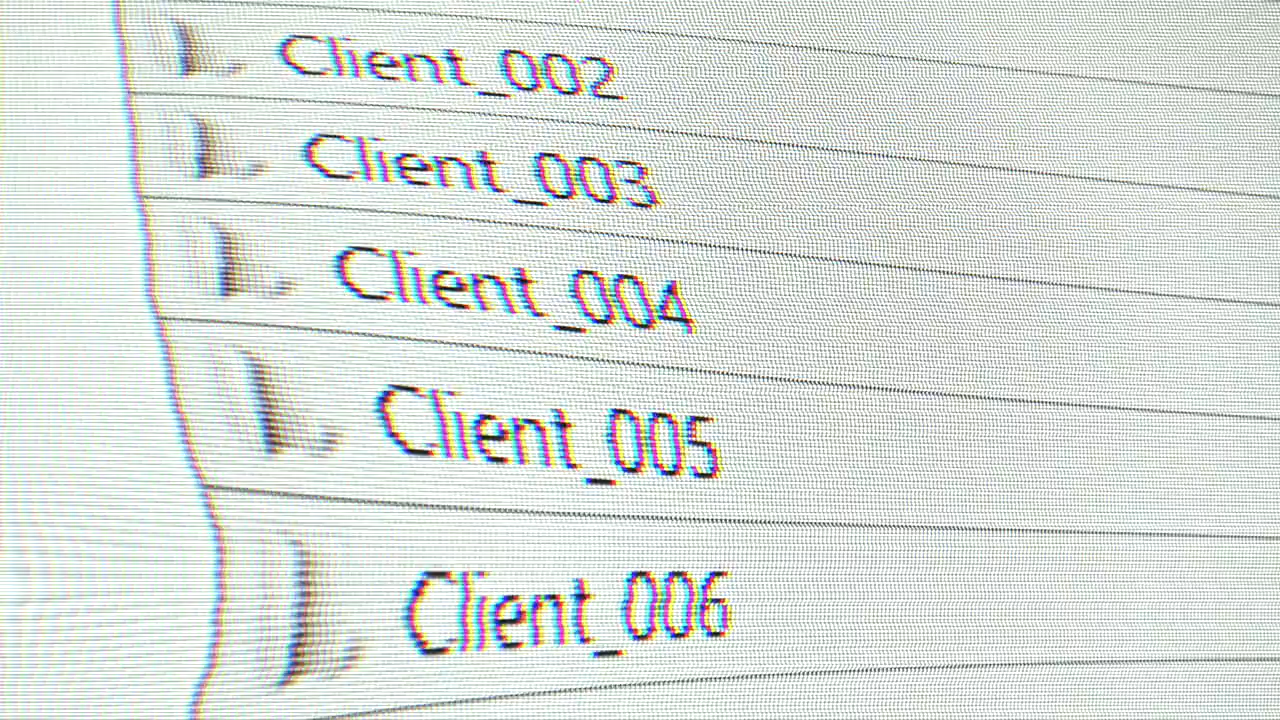 L Client_002
L Client_003
L Client_004
L Client_005
L Client_006